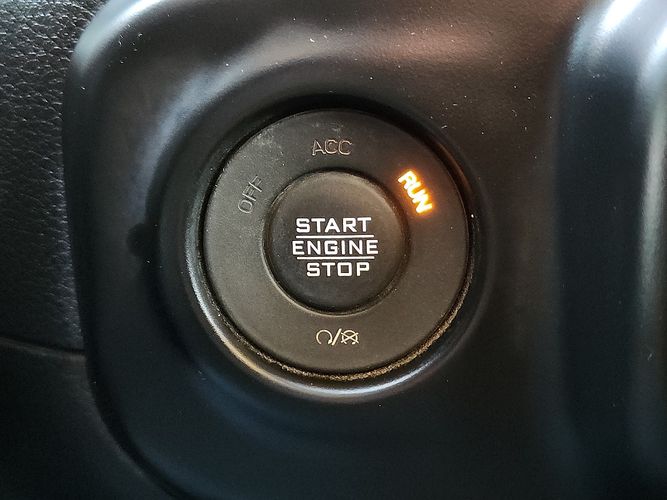 ACC
OFF
RUN
START
ENGINE
STOP